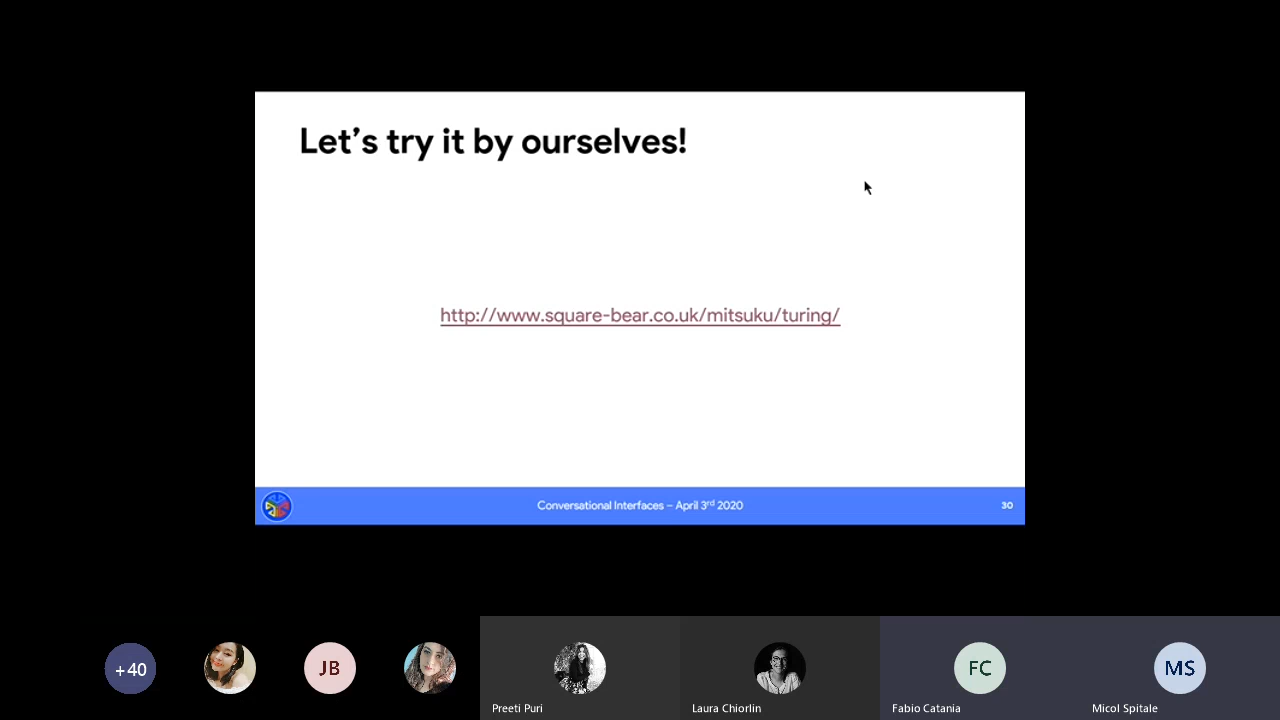 Let's try it by ourselves!
http://www.square-bear.co.uk/mitsuku/turing/
Conversational Interfaces – April 3rd 2020
30
+40
JB
FC
MS
Preeti Puri
Laura Chiorlin
Fabio Catania
Micol Spitale